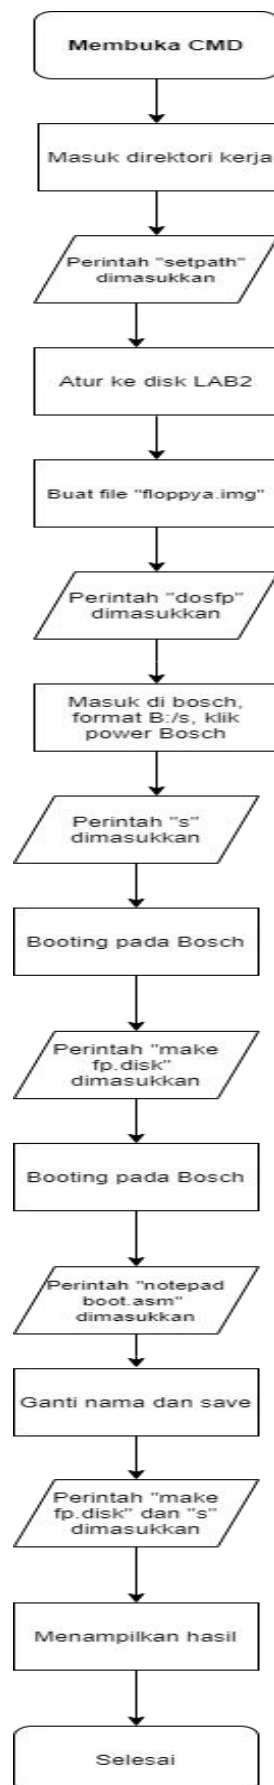 Membuka CMD
Masuk direktori kerja
Perintah "setpath"
dimasukkan
Atur ke disk LAB2
Buat file "floppya.img"
Perintah "dosfp"
dimasukkan
Masuk di bosch,
format B:/s, klik
power Bosch
Perintah "s"
dimasukkan
Booting pada Bosch
Perintah "make
fp.disk"
dimasukkan
Booting pada Bosch
Perintah "notepad
boot.asm"
dimasukkan
Ganti nama dan save
Perintah "make
fp.disk" dan "s"
dimasukkan
Menampilkan hasil
Selesai